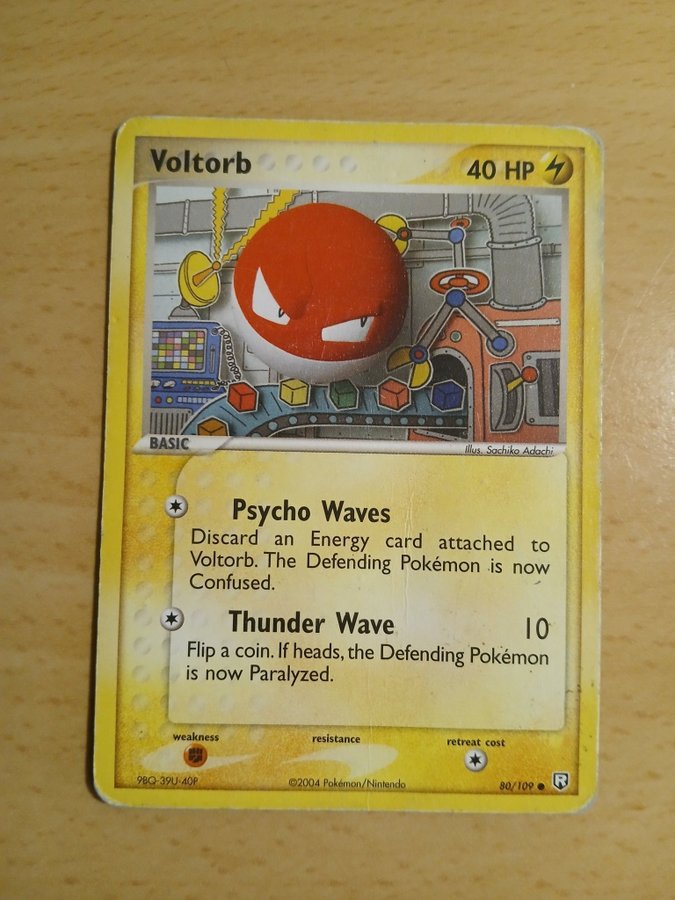 Voltorb
40 HP
BASIC
Illus. Sachiko Adachi
Psycho Waves
Discard an Energy card attached to
Voltorb. The Defending Pokémon is now
Confused.
Thunder Wave 10
Flip a coin. If heads, the Defending Pokémon
is now Paralyzed.
weakness resistance retreat cost
9BQ-39U-40P ©2004 Pokémon/Nintendo 80/109 R